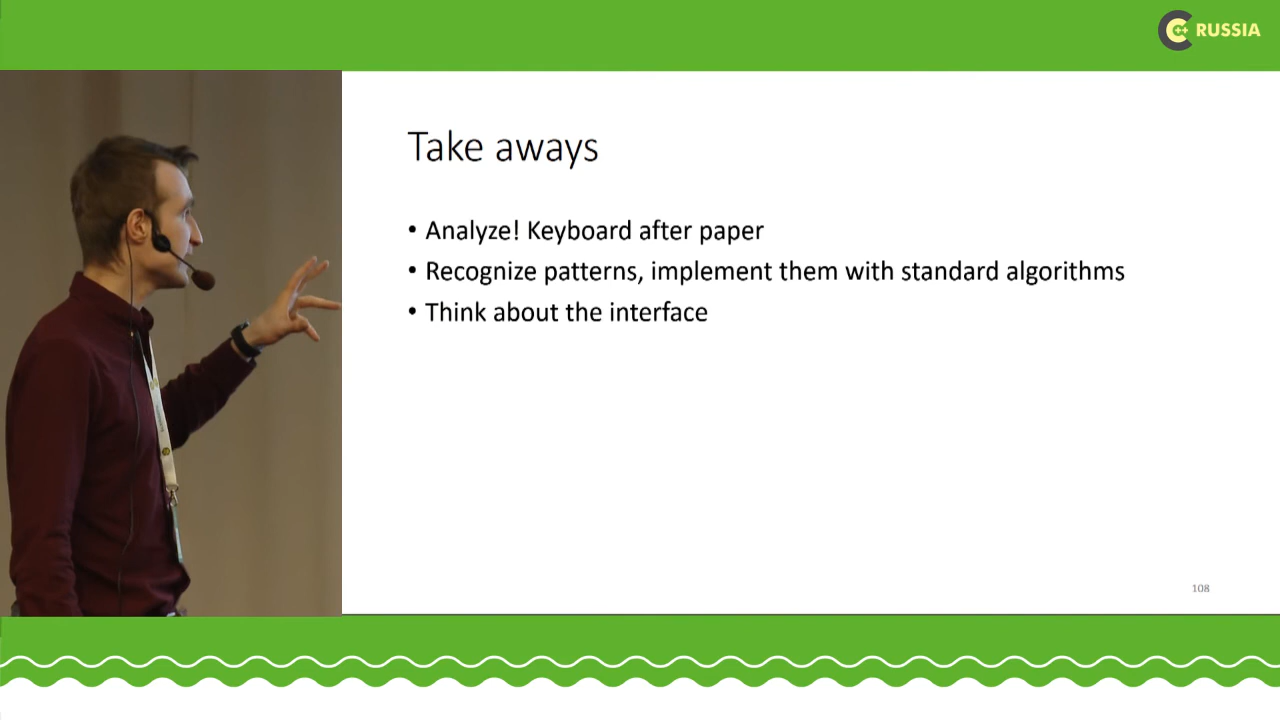 C++ RUSSIA
Take aways
• Analyze! Keyboard after paper
• Recognize patterns, implement them with standard algorithms
• Think about the interface
108